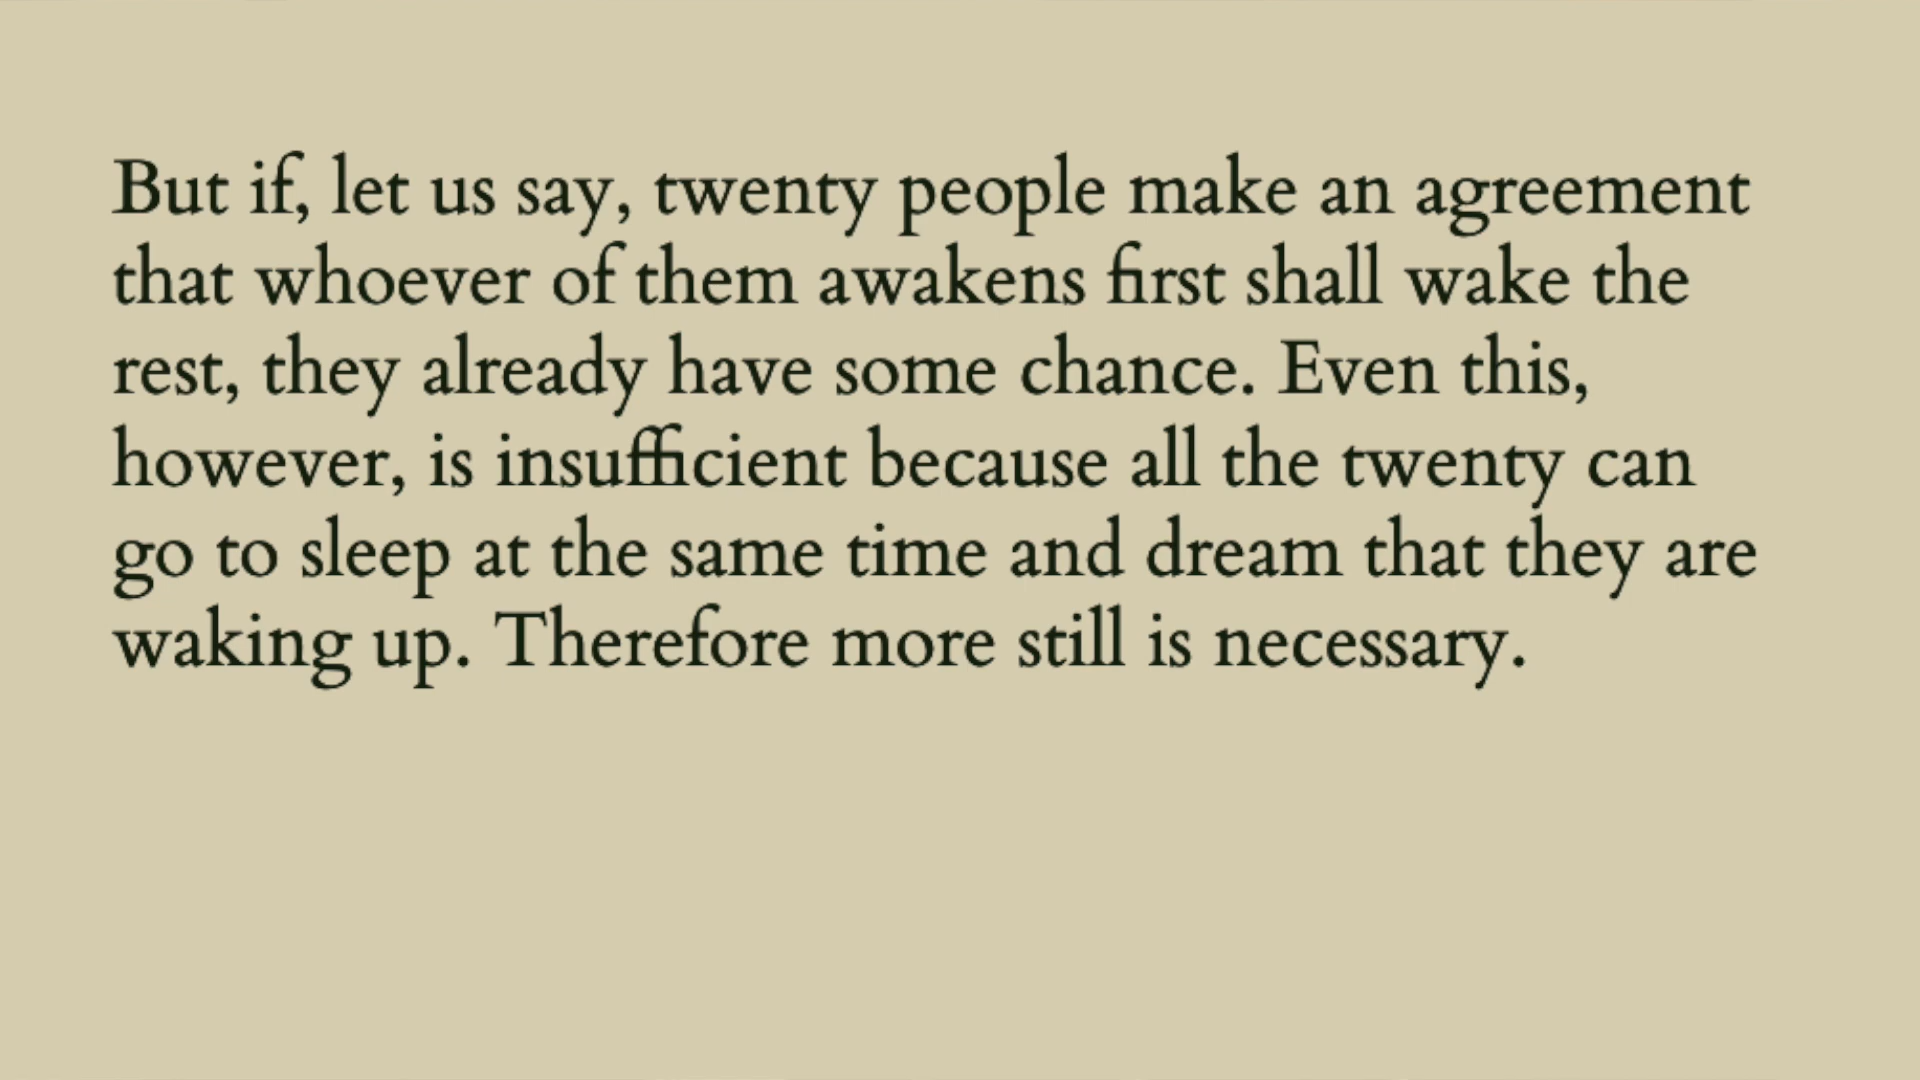 But if, let us say, twenty people make an agreement
that whoever of them awakens first shall wake the
rest, they already have some chance. Even this,
however, is insufficient because all the twenty can
go to sleep at the same time and dream that they are
waking up. Therefore more still is necessary.